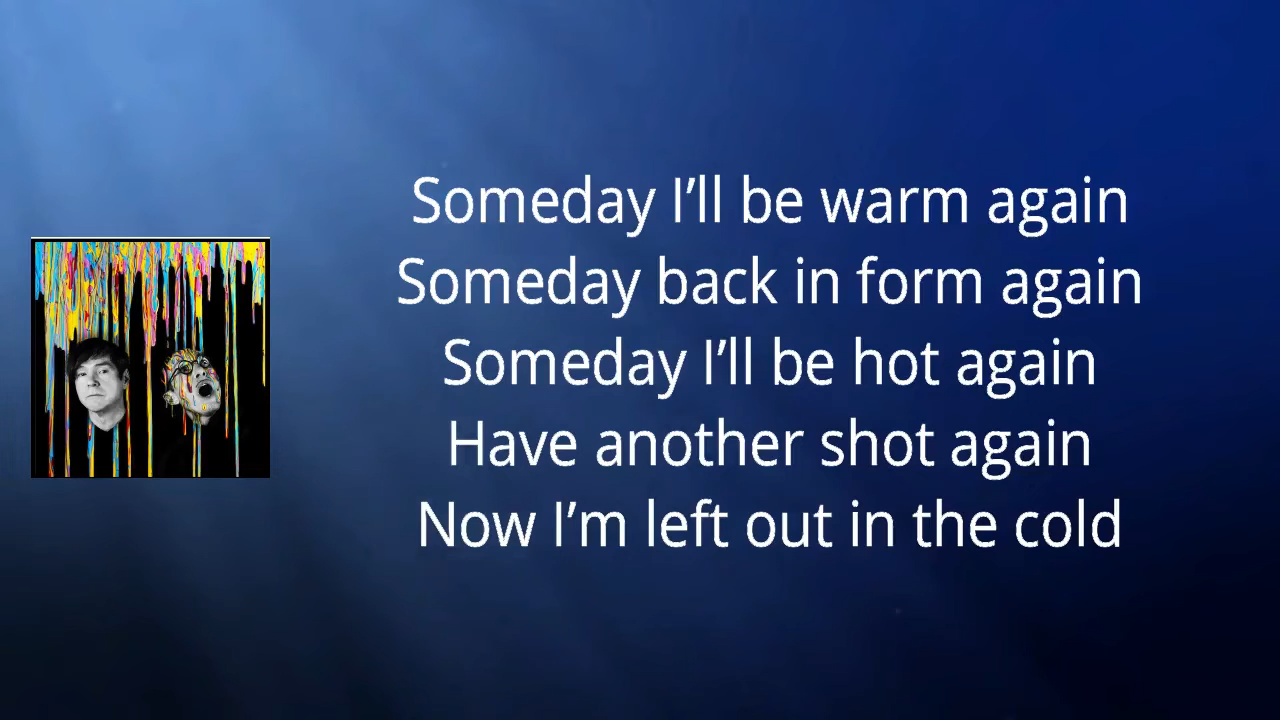 Someday I’ll be warm again
Someday back in form again
Someday I’ll be hot again
Have another shot again
Now I’m left out in the cold